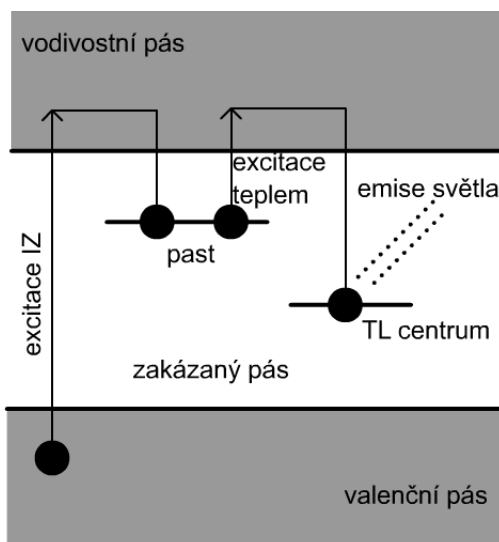 vodivostní pás
excitace
teplem
emise světla
past
excitace IZ
TL centrum
zakázaný pás
valenční pás